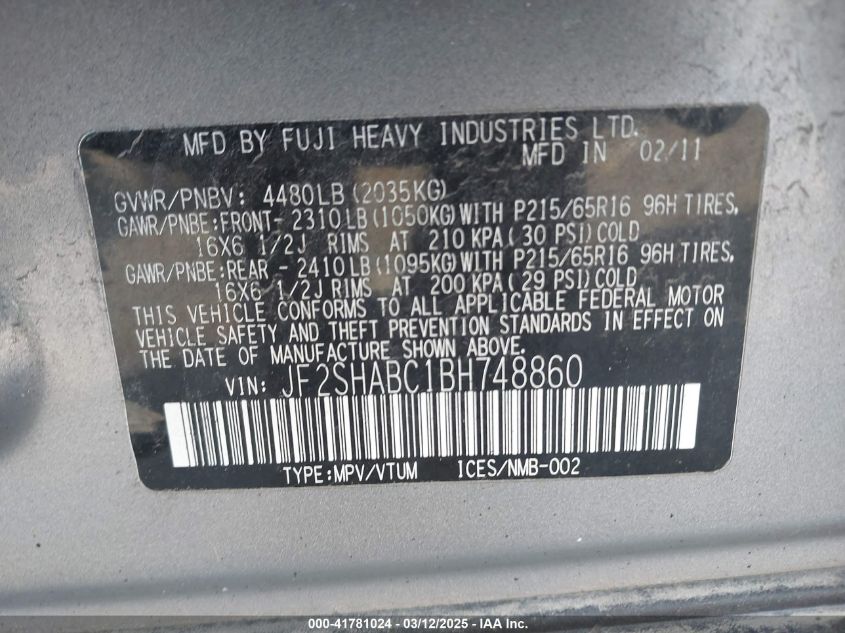 MFD BY FUJI HEAVY INDUSTRIES LTD.
MFD IN 02/11
GVWR/PNBV: 4480LB(2035KG)
GAWR/PNBE:FRONT-2310LB(1050KG)WITH P215/65R16 96H TIRES,
16X6 1/2J RIMS AT 210 KPA(30 PSI)COLD
GAWR/PNBE:REAR -2410LB(1095KG)WITH P215/65R16 96H TIRES,
16X6 1/2J RIMS AT 200 KPA(29 PSI)COLD
THIS VEHICLE CONFORMS TO ALL APPLICABLE FEDERAL MOTOR
VEHICLE SAFETY AND THEFT PREVENTION STANDARDS IN EFFECT ON
THE DATE OF MANUFACTURE SHOWN ABOVE.
VIN: JF2SHABC1BH748860
TYPE:MPV/VTUM ICES/NMB-002
000-41781024 / 03/12/2025 - IAA Inc.